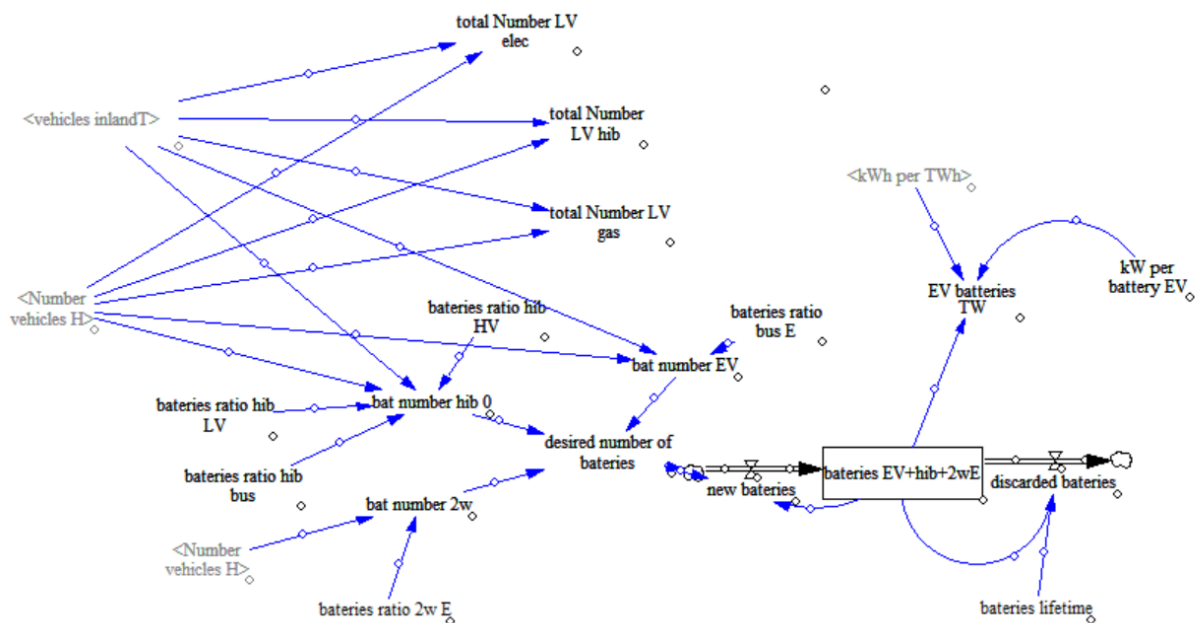 total Number LV
elec
<vehicles inlandT>
total Number
LV hib
<kWh per TWh>
total Number LV
gas
kW per
battery EV
<Number
vehicles H>
EV batteries
TW
bateries ratio hib
HV
bateries ratio
bus E
bat number EV
bateries ratio hib
LV
bat number hib 0
desired number of
bateries
bateries ratio hib
bus
new bateries
bateries EV+hib+2wE
discarded bateries
bat number 2w
<Number
vehicles H>
bateries ratio 2w E
bateries lifetime